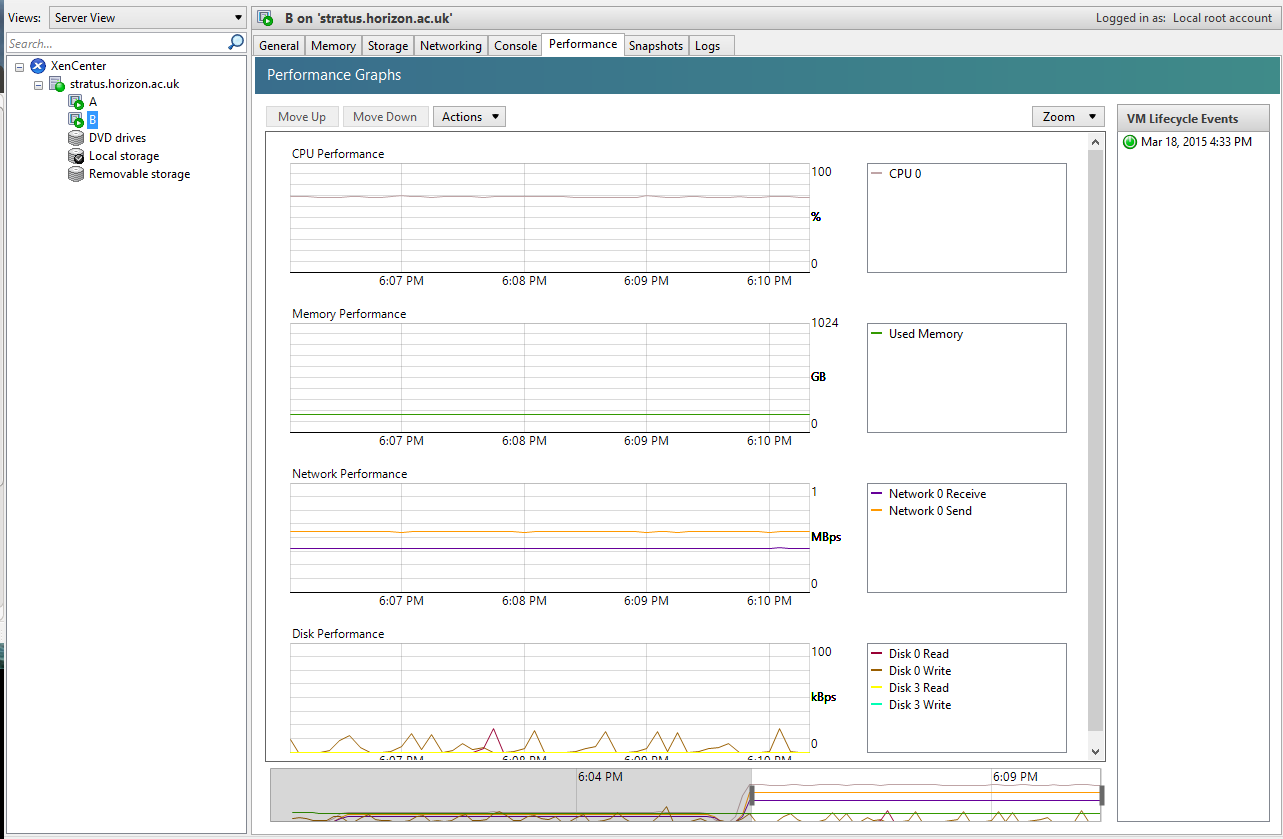 Views: Server View
Search...
XenCenter
stratus.horizon.ac.uk
A
B
DVD drives
Local storage
Removable storage
B on 'stratus.horizon.ac.uk'
Logged in as: Local root account
General Memory Storage Networking Console Performance Snapshots Logs
Performance Graphs
Move Up Move Down Actions Zoom
CPU Performance
100
%
0
6:07 PM 6:08 PM 6:09 PM 6:10 PM
CPU 0
Memory Performance
1024
GB
0
6:07 PM 6:08 PM 6:09 PM 6:10 PM
Used Memory
Network Performance
1
MBps
0
6:07 PM 6:08 PM 6:09 PM 6:10 PM
Network 0 Receive
Network 0 Send
Disk Performance
100
kBps
0
6:07 PM 6:08 PM 6:09 PM 6:10 PM
Disk 0 Read
Disk 0 Write
Disk 3 Read
Disk 3 Write
6:04 PM 6:09 PM
VM Lifecycle Events
Mar 18, 2015 4:33 PM